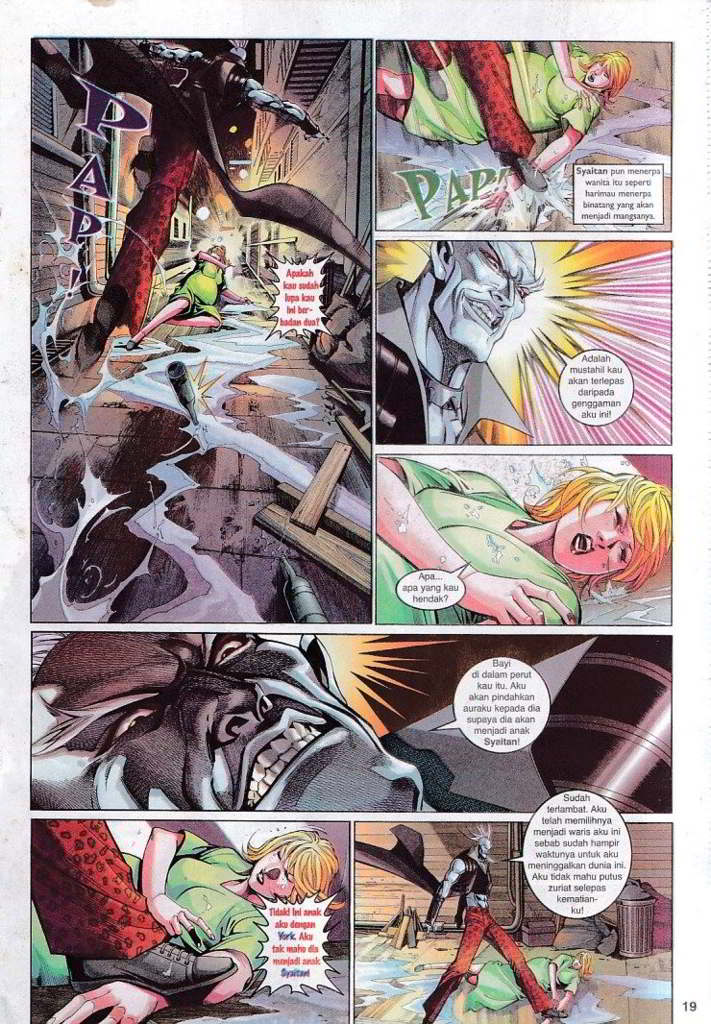 PAP
PAP!
Apakah
kau sudah
lupa kau
ini ber-
badan dua?
PAP!
Syaitan pun menerpa
wanita itu seperti
harimau menerpa
binatang yang akan
menjadi mangsanya.
Adalah
mustahil kau
akan terlepas
daripada
genggaman
aku ini!
Apa...
apa yang kau
hendak?
Bayi
di dalam perut
kau itu. Aku
akan pindahkan
auraku kepada dia
supaya dia akan
menjadi anak
Syaitan!
Tidak! Ini anak
aku dengan
York. Aku
tak mahu dia
menjadi anak
Syaitan!
Sudah
terlambat. Aku
telah memilihnya
menjadi waris aku ini
sebab sudah hampir
waktunya untuk aku
meninggalkan dunia ini.
Aku tidak mahu putus
zuriat selepas
kematian-
ku!
19